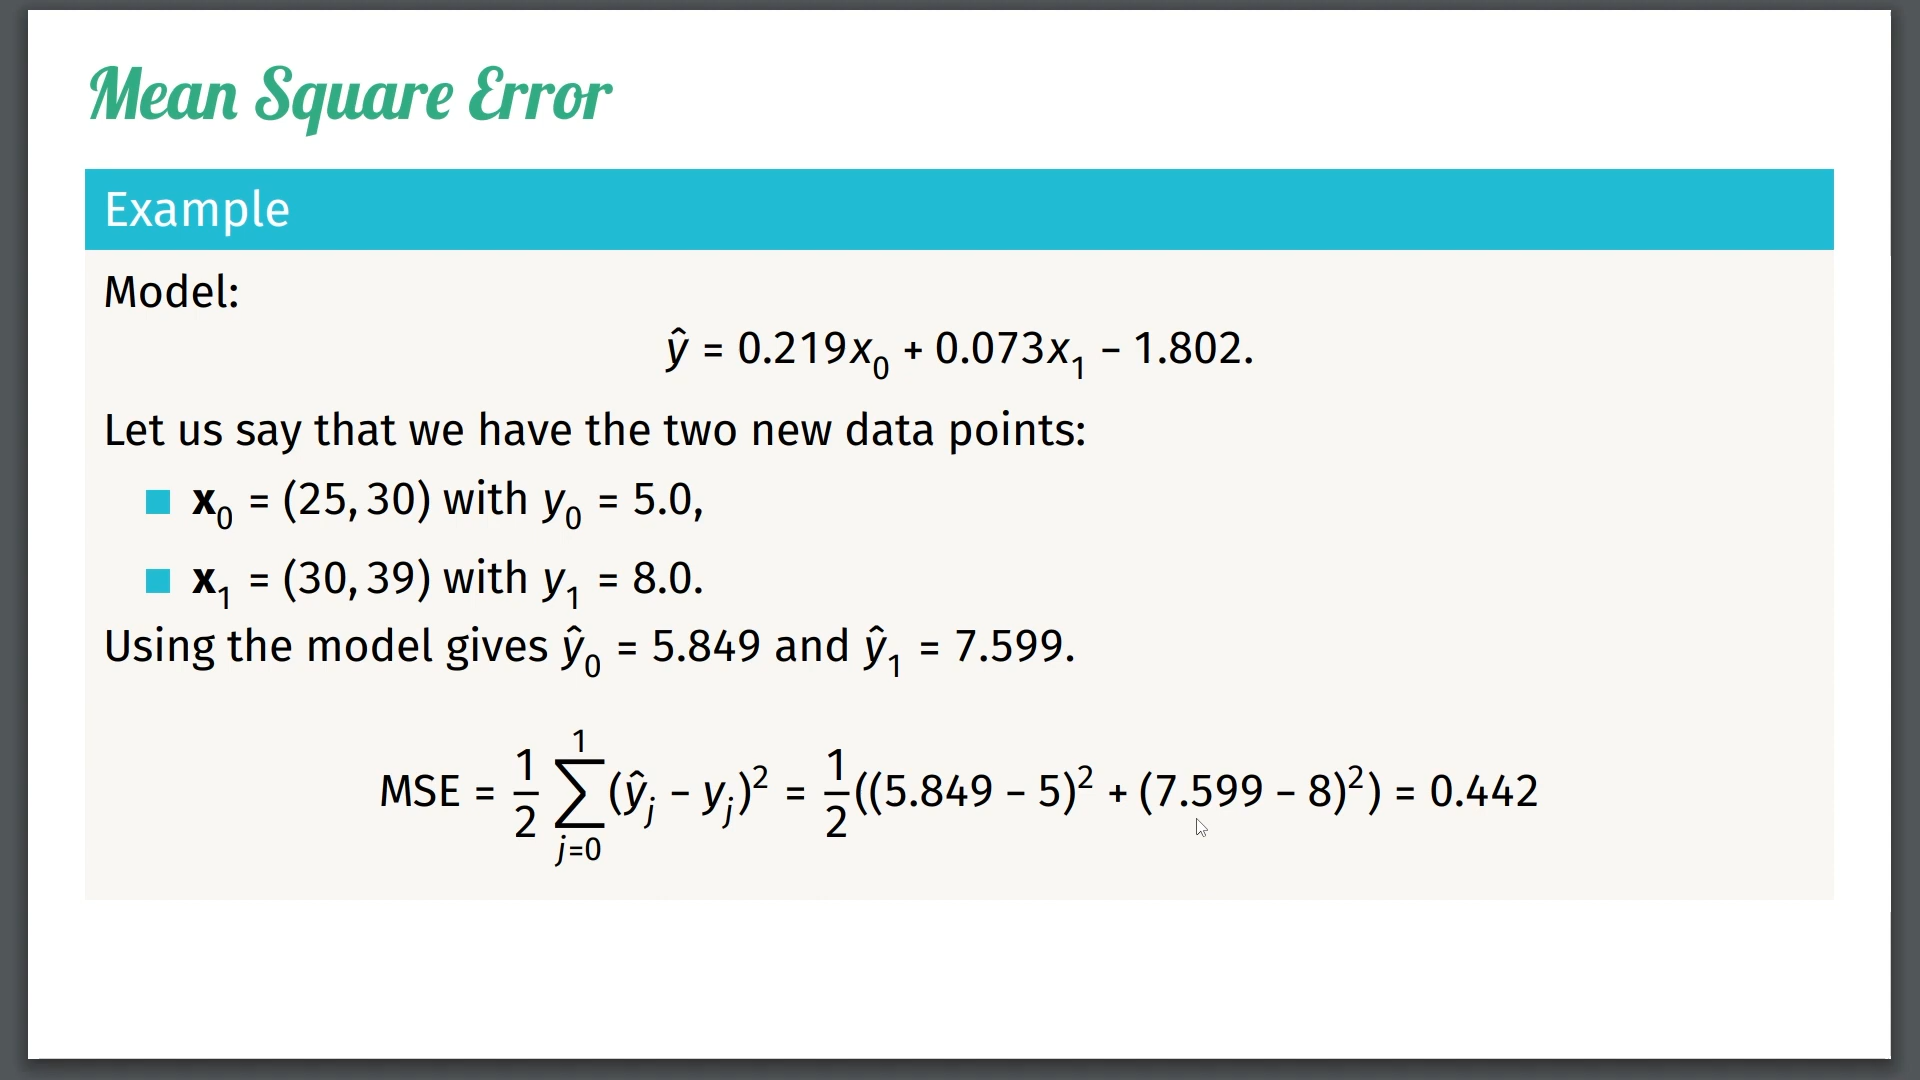 Mean Square Error
Example
Model:
ŷ = 0.219x₀ + 0.073x₁ − 1.802.
Let us say that we have the two new data points:
x₀ = (25, 30) with y₀ = 5.0,
x₁ = (30, 39) with y₁ = 8.0.
Using the model gives ŷ₀ = 5.849 and ŷ₁ = 7.599.
MSE = 1/2 ∑_{j=0}^{1} (ŷⱼ − yⱼ)² = 1/2((5.849 − 5)² + (7.599 − 8)²) = 0.442